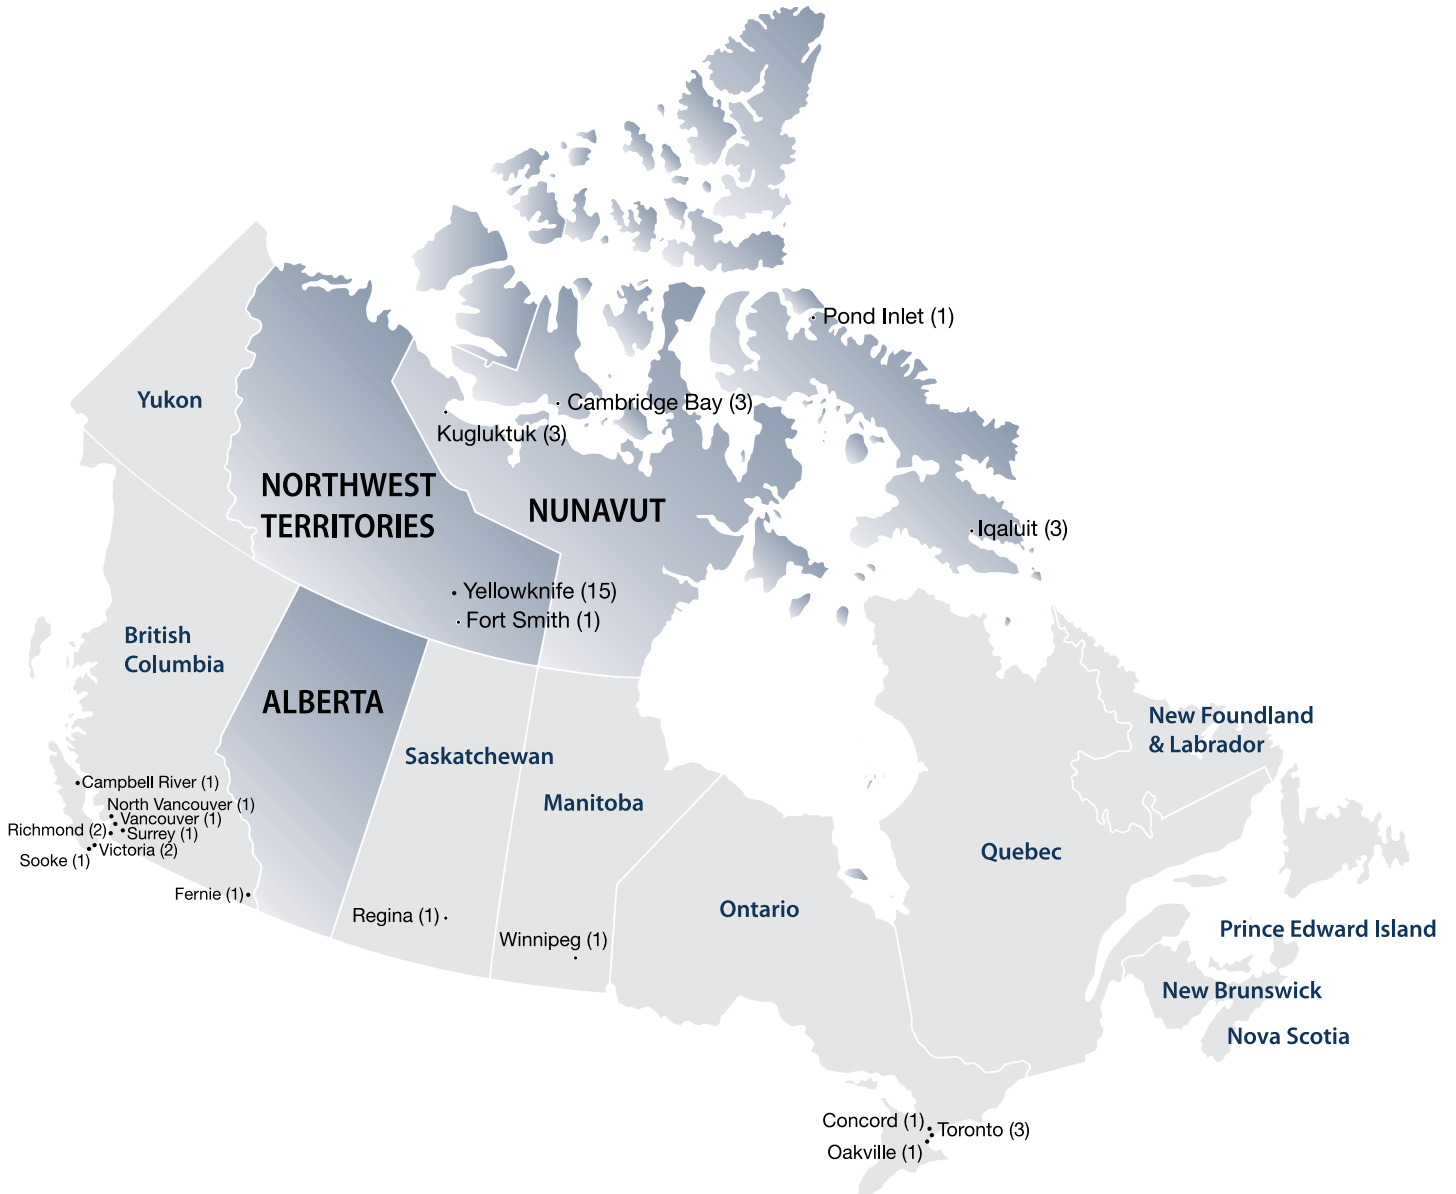 Pond Inlet (1)
Yukon
Cambridge Bay (3)
Kugluktuk (3)
NORTHWEST
TERRITORIES
NUNAVUT
Iqaluit (3)
Yellowknife (15)
Fort Smith (1)
British
Columbia
ALBERTA
New Foundland
& Labrador
Saskatchewan
Campbell River (1)
Manitoba
North Vancouver (1)
Vancouver (1)
Richmond (2)
Surrey (1)
Victoria (2)
Sooke (1)
Quebec
Fernie (1)
Ontario
Regina (1)
Prince Edward Island
Winnipeg (1)
New Brunswick
Nova Scotia
Concord (1)
Toronto (3)
Oakville (1)